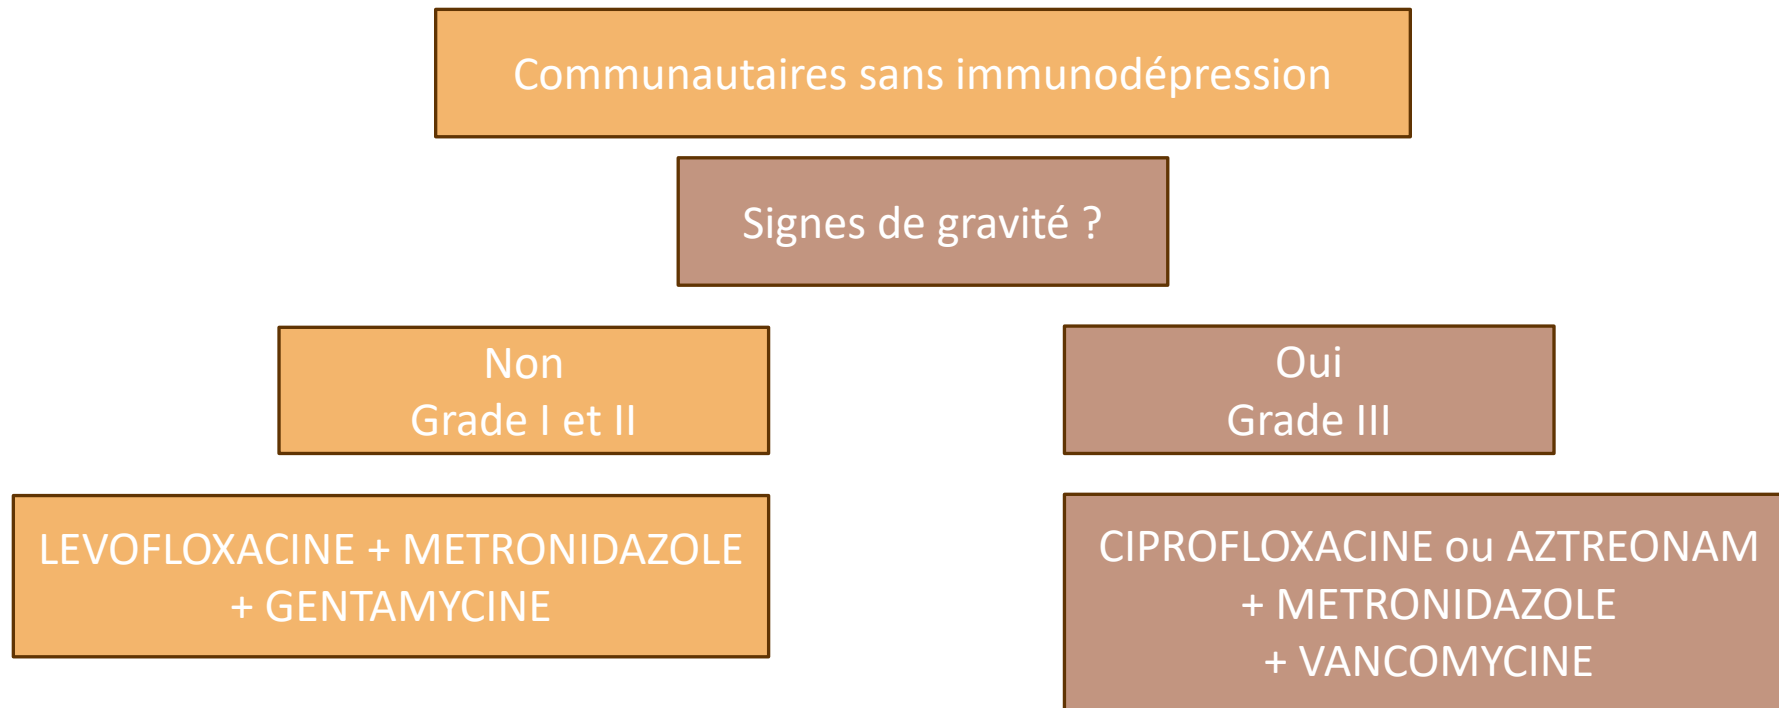 Communautaires sans immunodépression
Signes de gravité ?
Non
Grade I et II
Oui
Grade III
LEVOFLOXACINE + METRONIDAZOLE
+ GENTAMYCINE
CIPROFLOXACINE ou AZTREONAM
+ METRONIDAZOLE
+ VANCOMYCINE